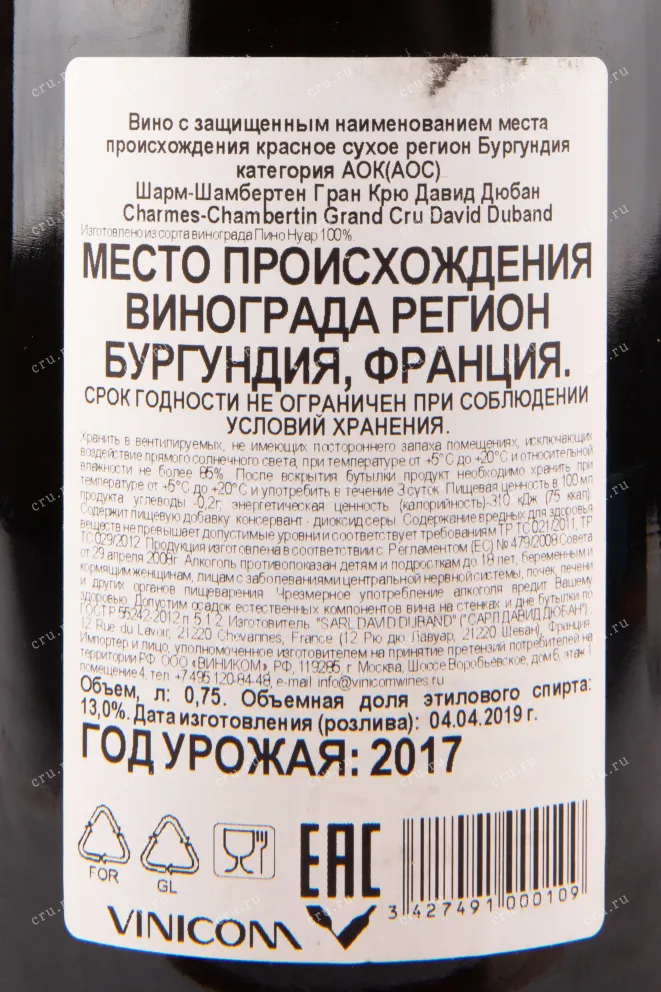 Вино с защищенным наименованием места
происхождения красное сухое регион Бургундия
категория АОК(АОС)
Шарм-Шамбертен Гран Крю Давид Дюбан
Charmes-Chambertin Grand Cru David Duband
Изготовлено из сорта винограда Пино Нуар 100%.
МЕСТО ПРОИСХОЖДЕНИЯ
ВИНОГРАДА РЕГИОН
БУРГУНДИЯ, ФРАНЦИЯ.
СРОК ГОДНОСТИ НЕ ОГРАНИЧЕН ПРИ СОБЛЮДЕНИИ
УСЛОВИЙ ХРАНЕНИЯ.
Хранить в вентилируемых, не имеющих постороннего запаха помещениях, исключающих
воздействие прямого солнечного света, при температуре от +5°С до +20°С и относительной
влажности не более 85%. После вскрытия бутылки продукт необходимо хранить при
температуре от +5°С до +20°С и употребить в течение 3 суток. Пищевая ценность в 100 мл
продукта: углеводы -0,2г, энергетическая ценность (калорийность)-310 кДж (75 ккал).
Содержит пищевую добавку консервант - диоксид серы. Содержание вредных для здоровья
веществ не превышает допустимые уровни и соответствует требованиям ТР ТС 021/2011, ТР
ТС 029/2012. Продукция изготовлена в соответствии с Регламентом (ЕС) № 479/2008 Совета
от 29 апреля 2008г. Алкоголь противопоказан детям и подросткам до 18 лет, беременным и
кормящим женщинам, лицам с заболеваниями центральной нервной системы, почек, печени
и других органов пищеварения. Чрезмерное употребление алкоголя вредит Вашему
здоровью. Допустим осадок естественных компонентов вина на стенках и дне бутылки по
ГОСТ Р 55242-2012 п. 5.1.2. Изготовитель "SARL DAVID DUBAND" ("САРЛ ДАВИД ДЮБАН").
12 Rue du Lavoir, 21220 Chevannes, France (12 Рю дю Лавуар, 21220 Шеван), Франция
Импортер и лицо, уполномоченное изготовителем на принятие претензий потребителей на
территории РФ: ООО «ВИНИКОМ», РФ, 119285 г. Москва, Шоссе Воробьевское, дом 6, этаж 1
помещение 4, тел. +7 495 120-84-48, e-mail: info@vinicomwines.ru
Объем, л: 0,75. Объемная доля этилового спирта:
13,0%. Дата изготовления (розлива): 04.04.2019 г.
ГОД УРОЖАЯ: 2017
FOR
GL
EAC
3 427491 000109
VINICOM